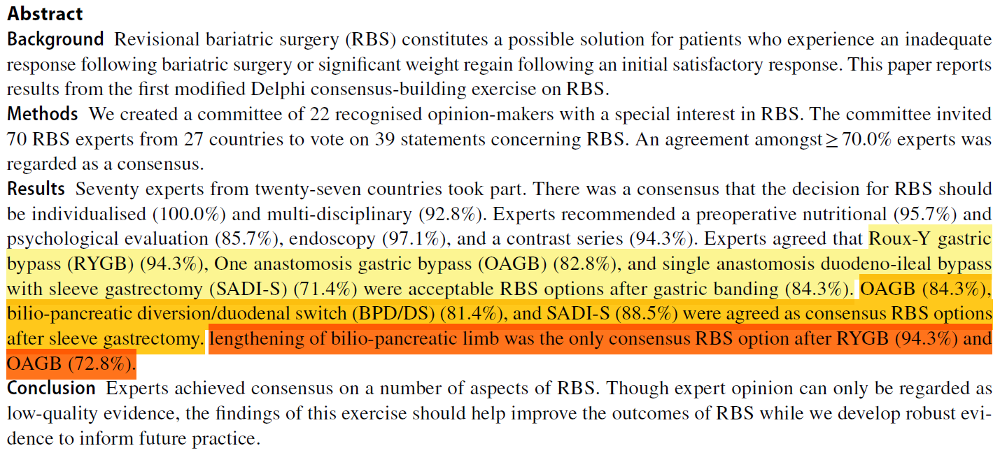 Abstract
Background Revisional bariatric surgery (RBS) constitutes a possible solution for patients who experience an inadequate
response following bariatric surgery or significant weight regain following an initial satisfactory response. This paper reports
results from the first modified Delphi consensus-building exercise on RBS.
Methods We created a committee of 22 recognised opinion-makers with a special interest in RBS. The committee invited
70 RBS experts from 27 countries to vote on 39 statements concerning RBS. An agreement amongst ≥ 70.0% experts was
regarded as a consensus.
Results Seventy experts from twenty-seven countries took part. There was a consensus that the decision for RBS should
be individualised (100.0%) and multi-disciplinary (92.8%). Experts recommended a preoperative nutritional (95.7%) and
psychological evaluation (85.7%), endoscopy (97.1%), and a contrast series (94.3%). Experts agreed that Roux-Y gastric
bypass (RYGB) (94.3%), One anastomosis gastric bypass (OAGB) (82.8%), and single anastomosis duodeno-ileal bypass
with sleeve gastrectomy (SADI-S) (71.4%) were acceptable RBS options after gastric banding (84.3%). OAGB (84.3%),
bilio-pancreatic diversion/duodenal switch (BPD/DS) (81.4%), and SADI-S (88.5%) were agreed as consensus RBS options
after sleeve gastrectomy. lengthening of bilio-pancreatic limb was the only consensus RBS option after RYGB (94.3%) and
OAGB (72.8%).
Conclusion Experts achieved consensus on a number of aspects of RBS. Though expert opinion can only be regarded as
low-quality evidence, the findings of this exercise should help improve the outcomes of RBS while we develop robust evi-
dence to inform future practice.